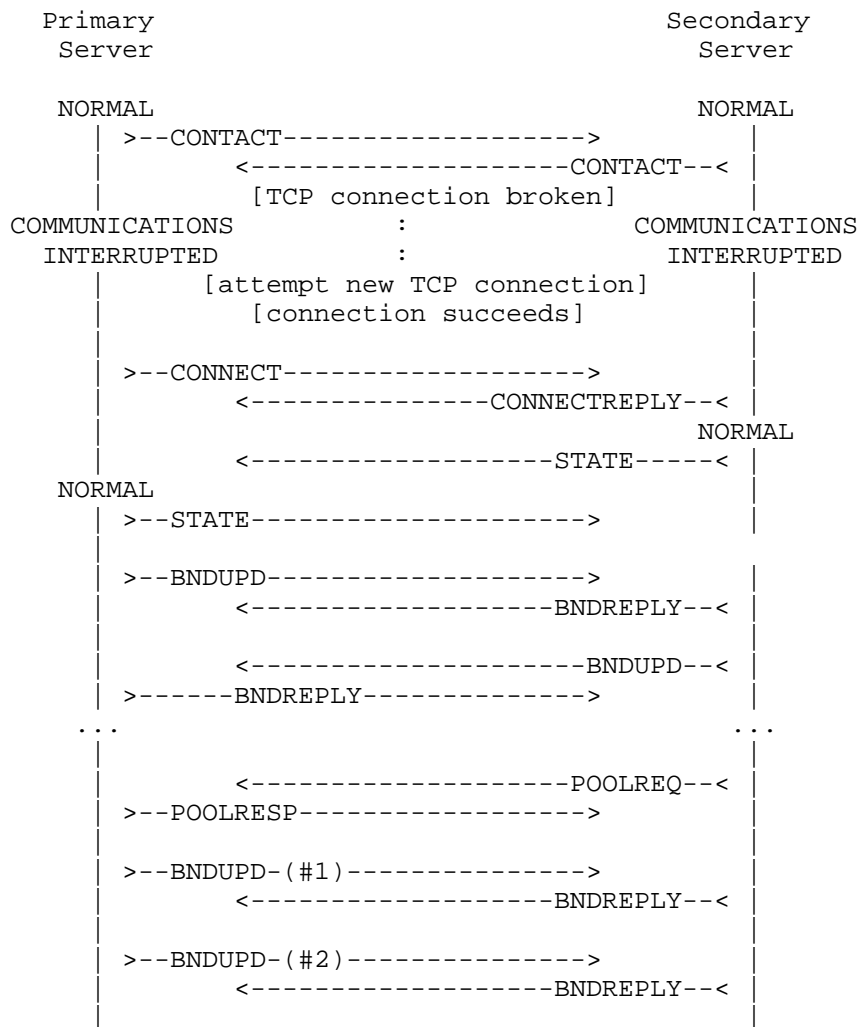 Primary                                Secondary
   Server                                  Server

   NORMAL                                  NORMAL
     | >--CONTACT------------------->         |
     |        <--------------------CONTACT--< |
     |         [TCP connection broken]        |
COMMUNICATIONS          :              COMMUNICATIONS
  INTERRUPTED           :                INTERRUPTED
     |      [attempt new TCP connection]      |
     |         [connection succeeds]          |
     |                                        |
     | >--CONNECT------------------->         |
     |        <---------------CONNECTREPLY--< |
     |                                     NORMAL
     |        <-------------------STATE-----< |
   NORMAL                                     |
     | >--STATE--------------------->         |
     |
     | >--BNDUPD-------------------->         |
     |        <-------------------BNDREPLY--< |
     |                                        |
     |        <---------------------BNDUPD--< |
     | >------BNDREPLY-------------->         |
    ...                                      ...
     |                                        |
     |        <--------------------POOLREQ--< |
     | >--POOLRESP------------------>         |
     |                                        |
     | >--BNDUPD-(#1)--------------->         |
     |        <-------------------BNDREPLY--< |
     |                                        |
     | >--BNDUPD-(#2)--------------->         |
     |        <-------------------BNDREPLY--< |
     |                                        |